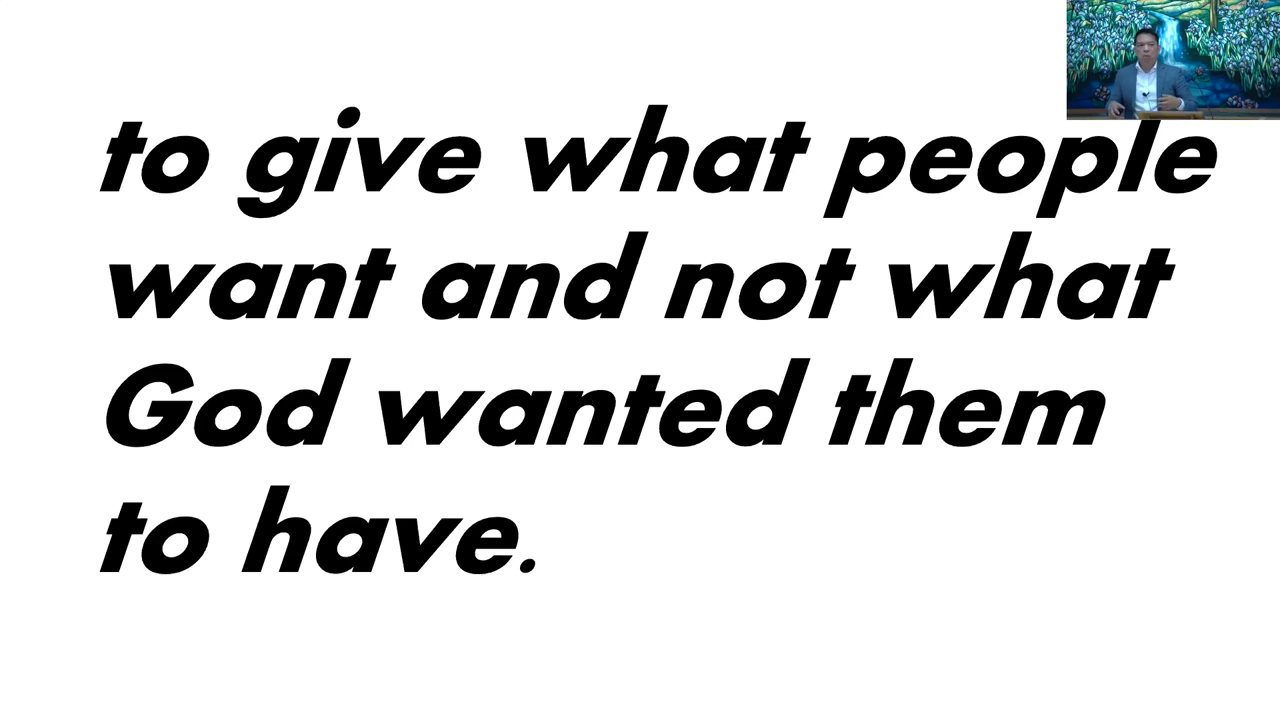 to give what people
want and not what
God wanted them
to have.